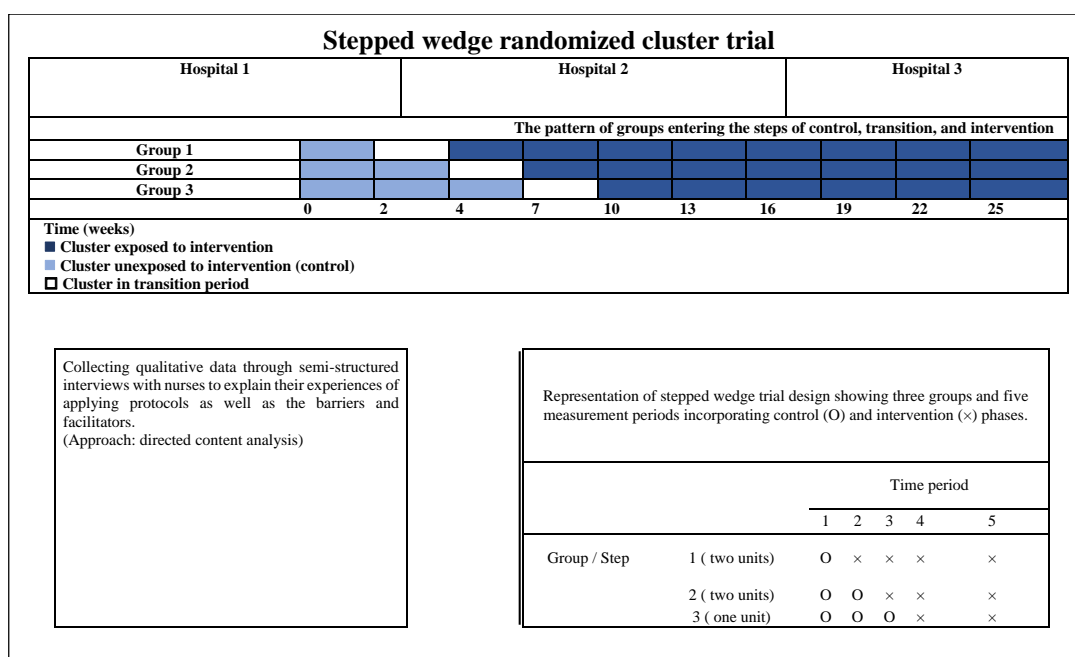 Stepped wedge randomized cluster trial
Hospital 1 Hospital 2 Hospital 3
The pattern of groups entering the steps of control, transition, and intervention
Group 1
Group 2
Group 3
0 2 4 7 10 13 16 19 22 25
Time (weeks)
Cluster exposed to intervention
Cluster unexposed to intervention (control)
Cluster in transition period
Collecting qualitative data through semi-structured
interviews with nurses to explain their experiences of
applying protocols as well as the barriers and
facilitators.
(Approach: directed content analysis)
Representation of stepped wedge trial design showing three groups and five
measurement periods incorporating control (O) and intervention (×) phases.
Time period
1 2 3 4 5
Group / Step 1 ( two units) O × × × ×
2 ( two units) O O × × ×
3 ( one unit) O O O × ×